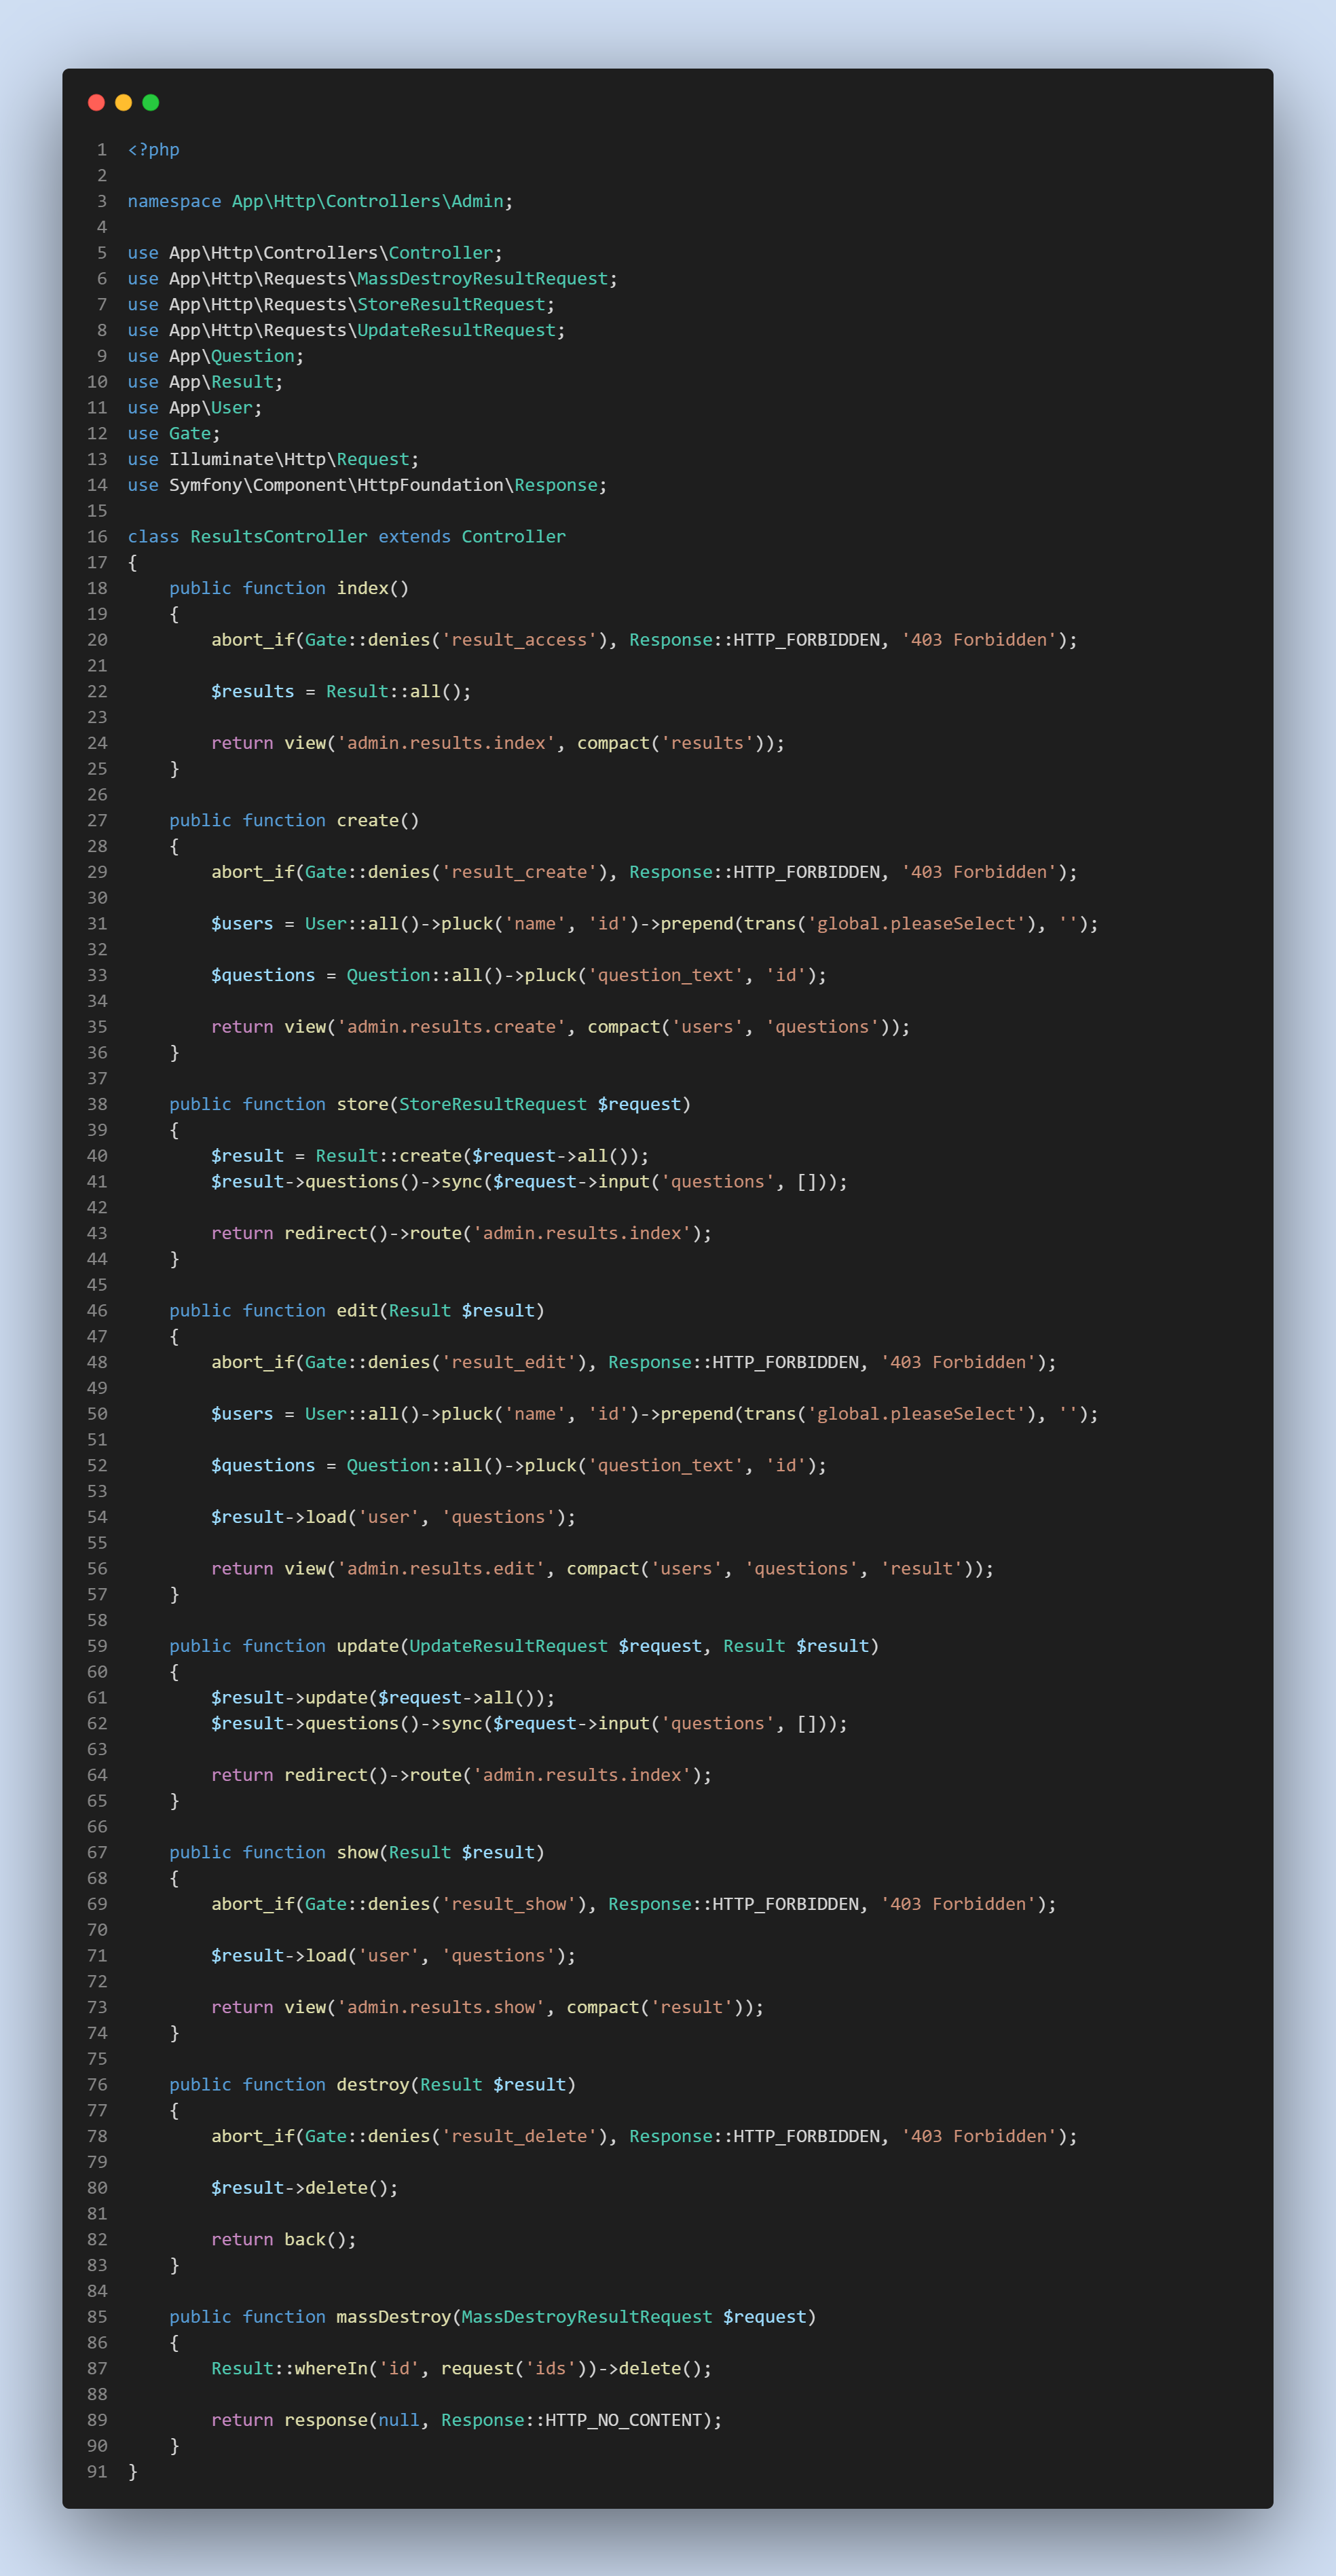 1 <?php
2
3 namespace App\Http\Controllers\Admin;
4
5 use App\Http\Controllers\Controller;
6 use App\Http\Requests\MassDestroyResultRequest;
7 use App\Http\Requests\StoreResultRequest;
8 use App\Http\Requests\UpdateResultRequest;
9 use App\Question;
10 use App\Result;
11 use App\User;
12 use Gate;
13 use Illuminate\Http\Request;
14 use Symfony\Component\HttpFoundation\Response;
15
16 class ResultsController extends Controller
17 {
18     public function index()
19     {
20         abort_if(Gate::denies('result_access'), Response::HTTP_FORBIDDEN, '403 Forbidden');
21
22         $results = Result::all();
23
24         return view('admin.results.index', compact('results'));
25     }
26
27     public function create()
28     {
29         abort_if(Gate::denies('result_create'), Response::HTTP_FORBIDDEN, '403 Forbidden');
30
31         $users = User::all()->pluck('name', 'id')->prepend(trans('global.pleaseSelect'), '');
32
33         $questions = Question::all()->pluck('question_text', 'id');
34
35         return view('admin.results.create', compact('users', 'questions'));
36     }
37
38     public function store(StoreResultRequest $request)
39     {
40         $result = Result::create($request->all());
41         $result->questions()->sync($request->input('questions', []));
42
43         return redirect()->route('admin.results.index');
44     }
45
46     public function edit(Result $result)
47     {
48         abort_if(Gate::denies('result_edit'), Response::HTTP_FORBIDDEN, '403 Forbidden');
49
50         $users = User::all()->pluck('name', 'id')->prepend(trans('global.pleaseSelect'), '');
51
52         $questions = Question::all()->pluck('question_text', 'id');
53
54         $result->load('user', 'questions');
55
56         return view('admin.results.edit', compact('users', 'questions', 'result'));
57     }
58
59     public function update(UpdateResultRequest $request, Result $result)
60     {
61         $result->update($request->all());
62         $result->questions()->sync($request->input('questions', []));
63
64         return redirect()->route('admin.results.index');
65     }
66
67     public function show(Result $result)
68     {
69         abort_if(Gate::denies('result_show'), Response::HTTP_FORBIDDEN, '403 Forbidden');
70
71         $result->load('user', 'questions');
72
73         return view('admin.results.show', compact('result'));
74     }
75
76     public function destroy(Result $result)
77     {
78         abort_if(Gate::denies('result_delete'), Response::HTTP_FORBIDDEN, '403 Forbidden');
79
80         $result->delete();
81
82         return back();
83     }
84
85     public function massDestroy(MassDestroyResultRequest $request)
86     {
87         Result::whereIn('id', request('ids'))->delete();
88
89         return response(null, Response::HTTP_NO_CONTENT);
90     }
91 }